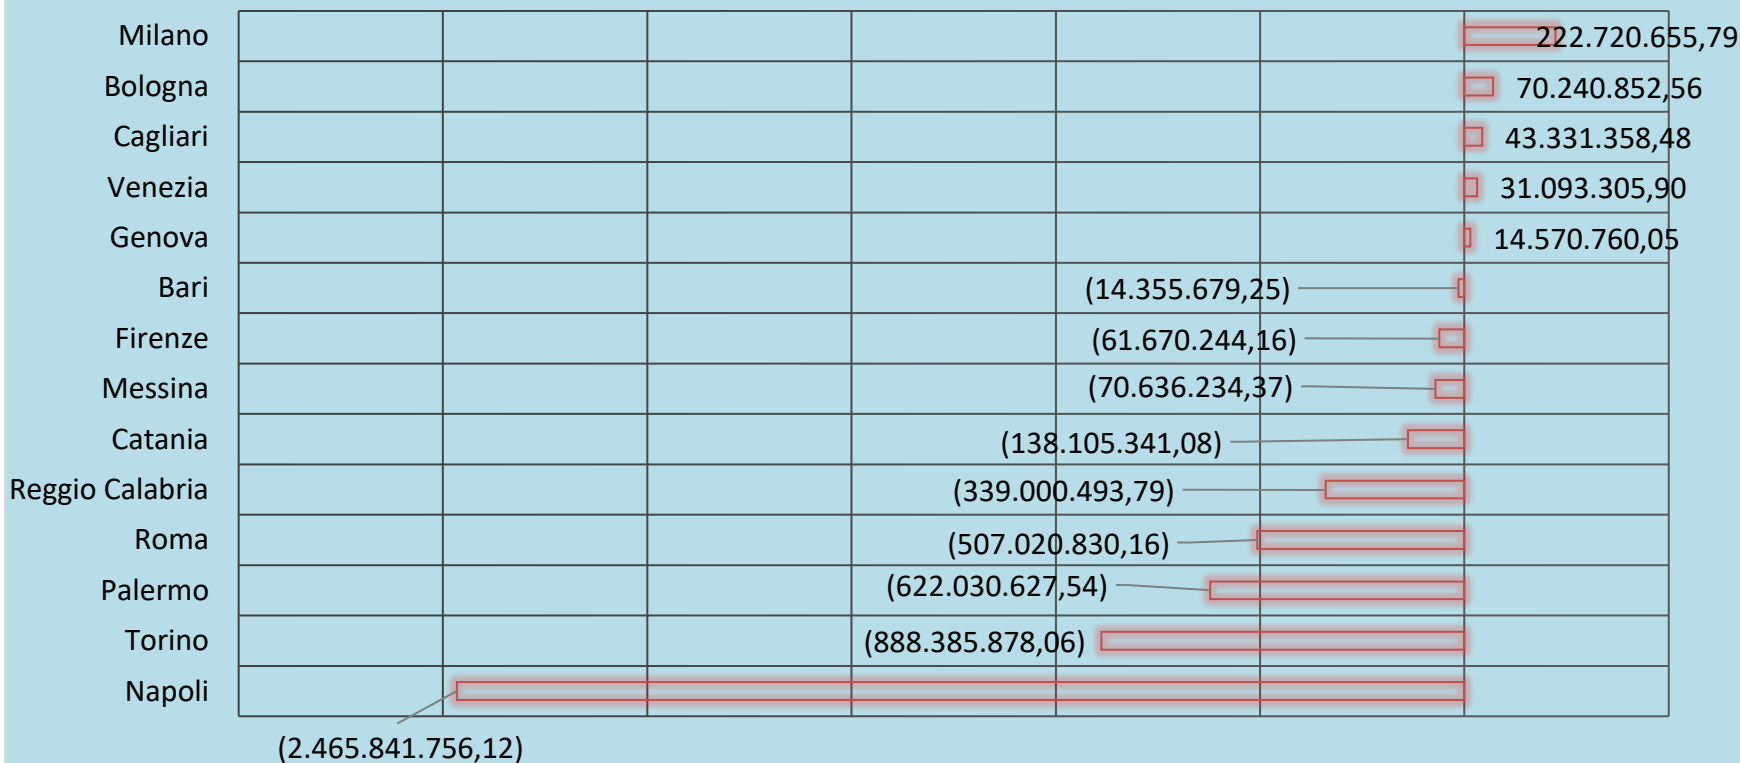 Milano 222.720.655,79
Bologna 70.240.852,56
Cagliari 43.331.358,48
Venezia 31.093.305,90
Genova 14.570.760,05
Bari (14.355.679,25)
Firenze (61.670.244,16)
Messina (70.636.234,37)
Catania (138.105.341,08)
Reggio Calabria (339.000.493,79)
Roma (507.020.830,16)
Palermo (622.030.627,54)
Torino (888.385.878,06)
Napoli
(2.465.841.756,12)